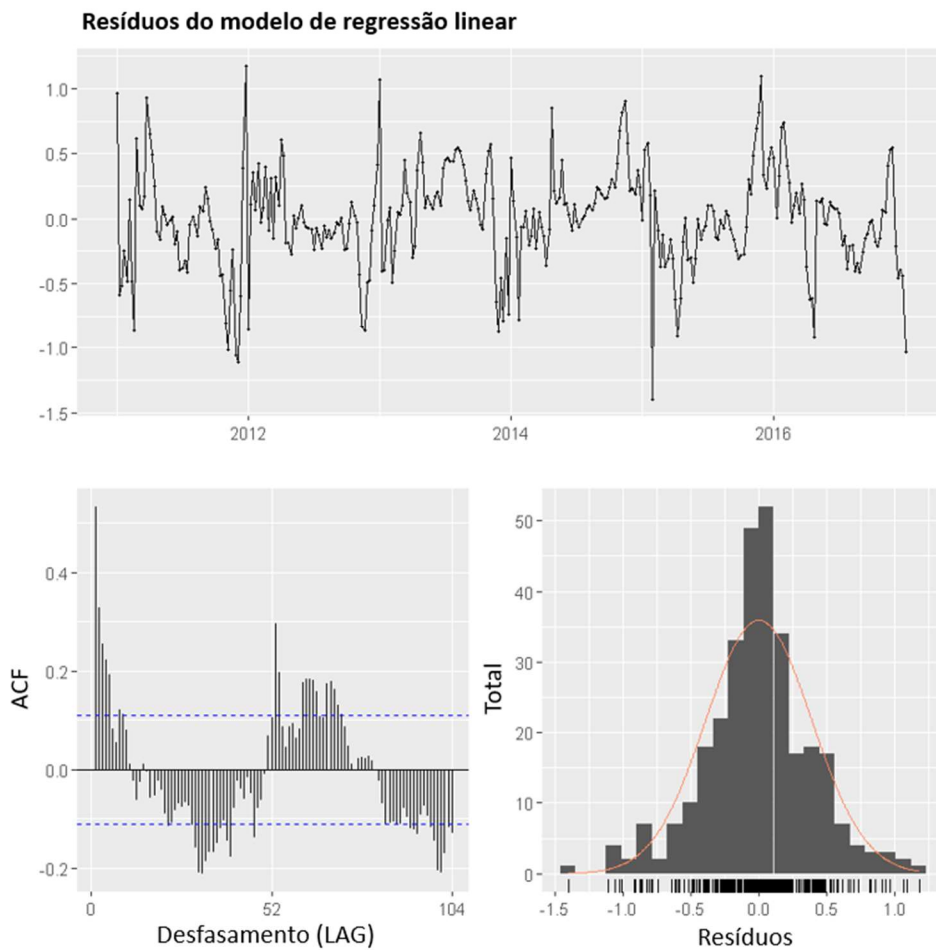 Resíduos do modelo de regressão linear
1.0
0.5
0.0
-0.5
-1.0
-1.5
2012 2014 2016
ACF
0.4
0.2
0.0
-0.2
0 52 104
Desfasamento (LAG)
Total
50
40
30
20
10
0
-1.5 -1.0 -0.5 0.0 0.5 1.0
Resíduos